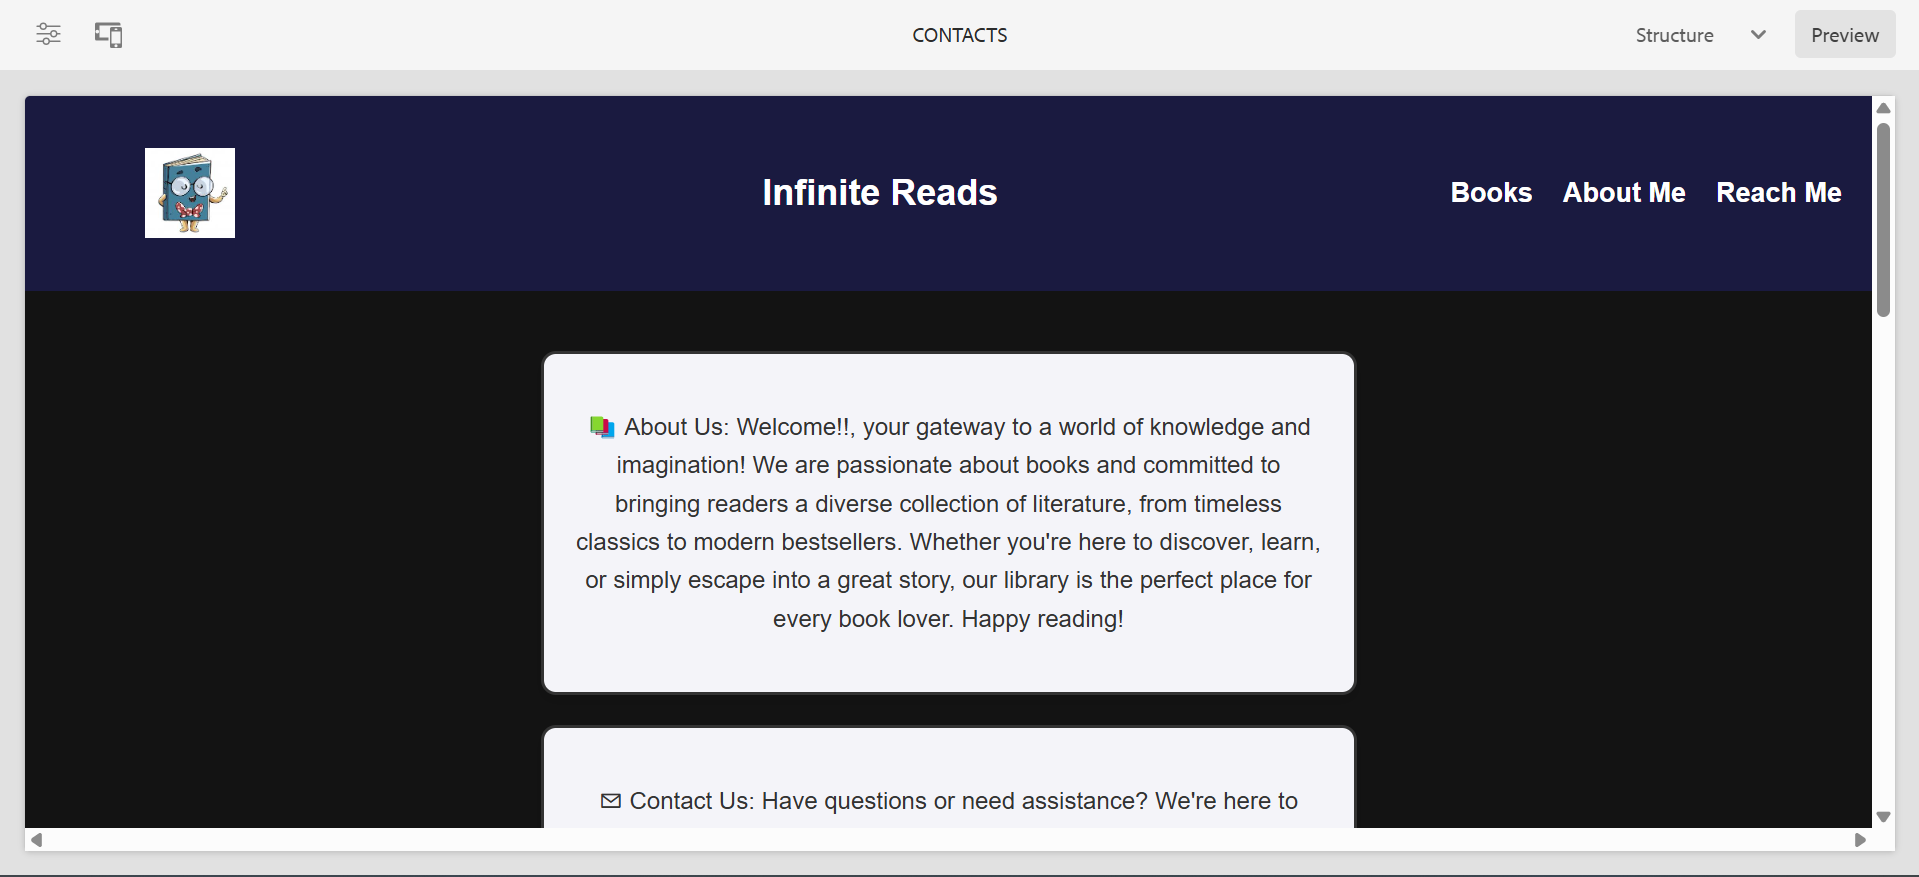 CONTACTS
Structure
Preview
Infinite Reads
Books About Me Reach Me
📚 About Us: Welcome!!, your gateway to a world of knowledge and
imagination! We are passionate about books and committed to
bringing readers a diverse collection of literature, from timeless
classics to modern bestsellers. Whether you're here to discover, learn,
or simply escape into a great story, our library is the perfect place for
every book lover. Happy reading!
✉ Contact Us: Have questions or need assistance? We're here to